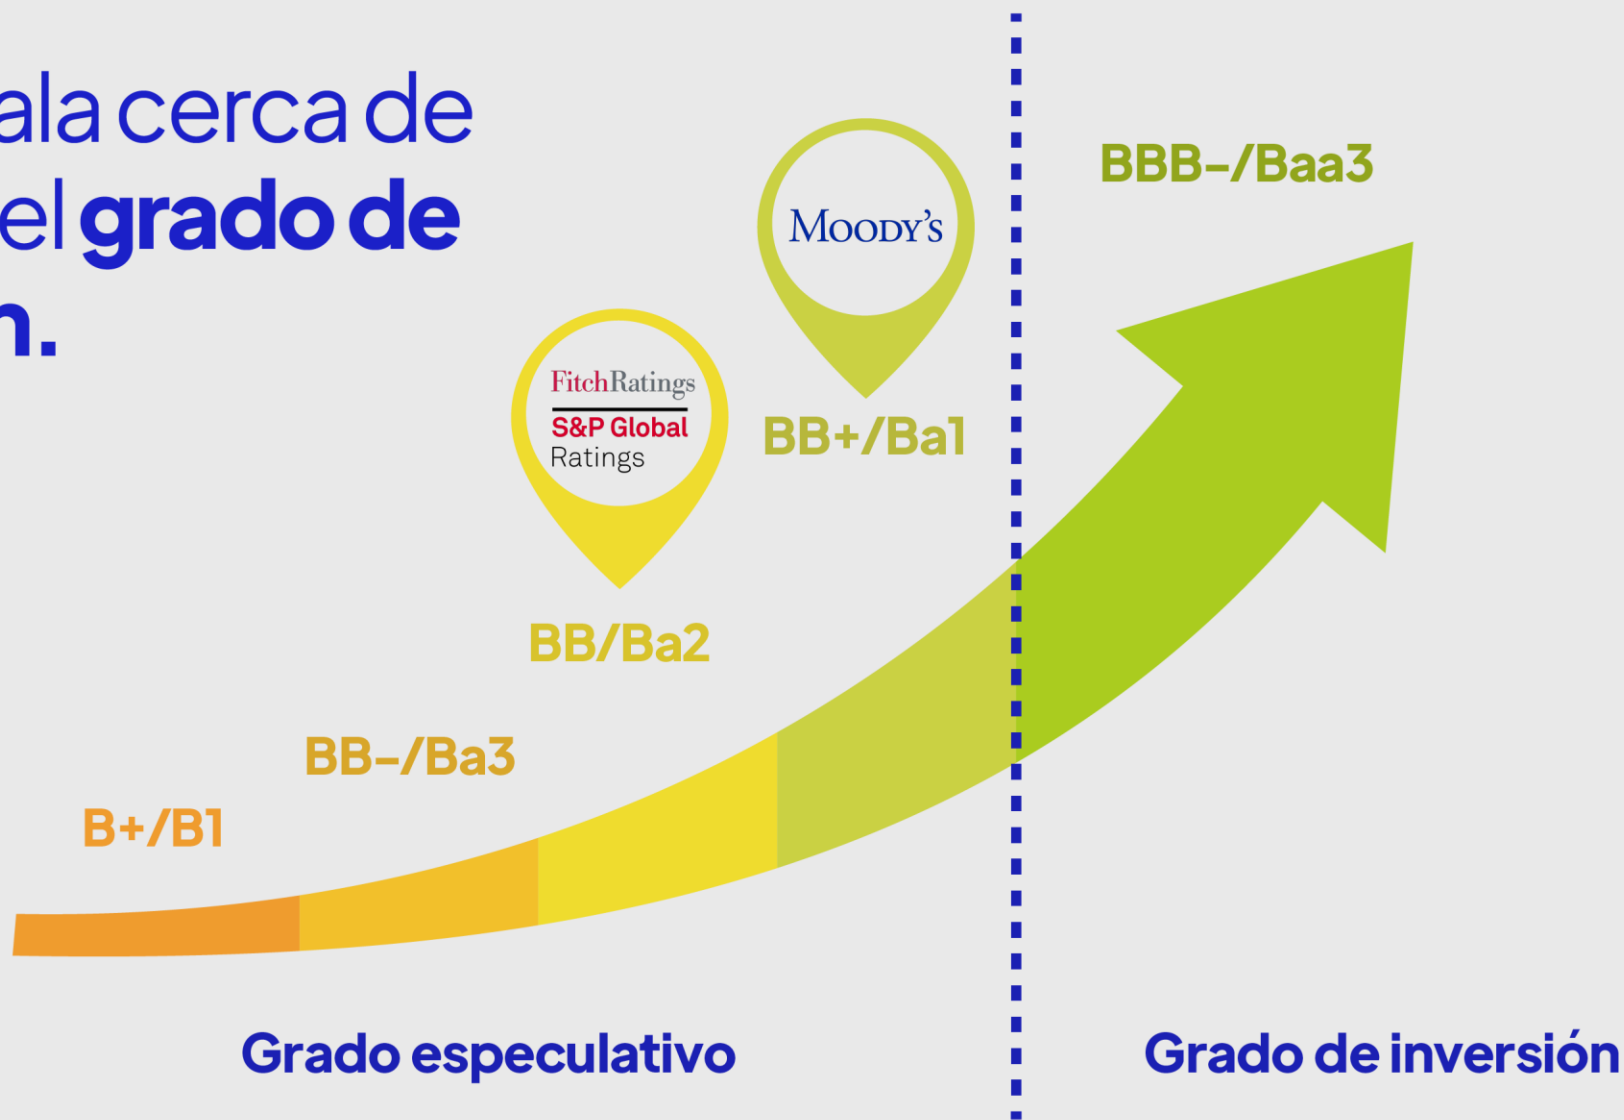 ala cerca de
el grado de
n.
BBB-/Baa3
MOODY'S
FitchRatings
S&P Global
Ratings
BB+/Ba1
BB/Ba2
BB-/Ba3
B+/B1
Grado especulativo
Grado de inversión